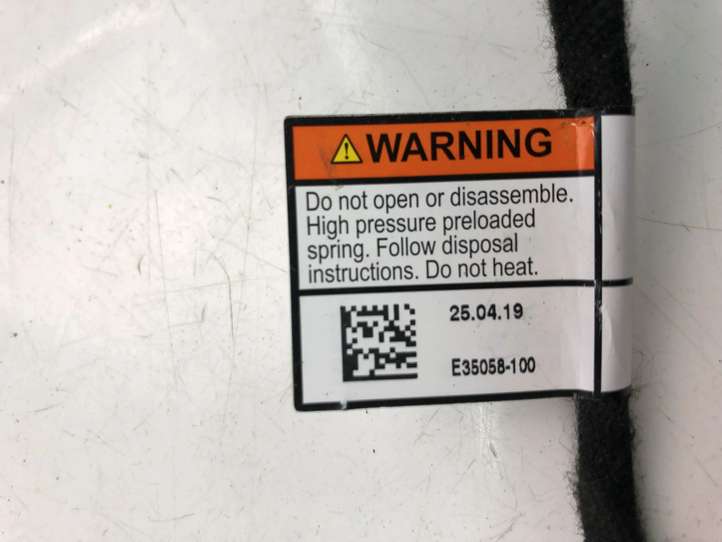 WARNING
Do not open or disassemble.
High pressure preloaded
spring. Follow disposal
instructions. Do not heat.
25.04.19
E35058-100